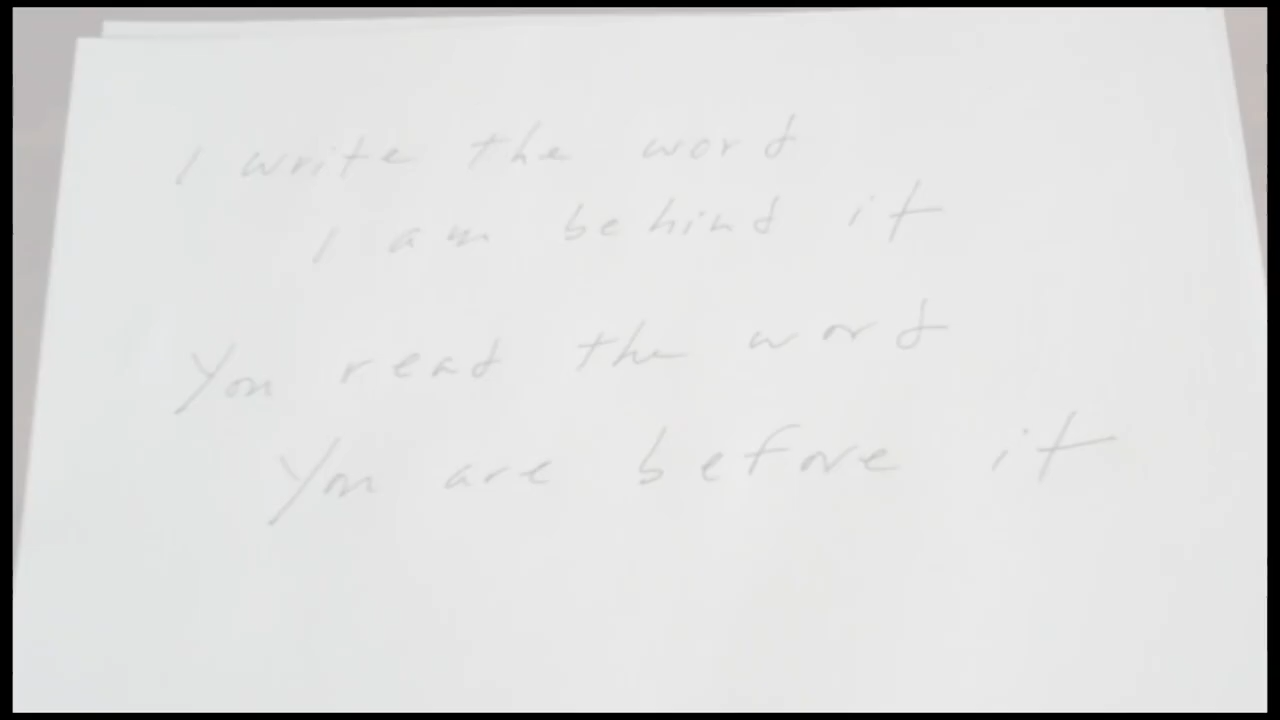 I write the word
I am behind it
You read the word
You are before it